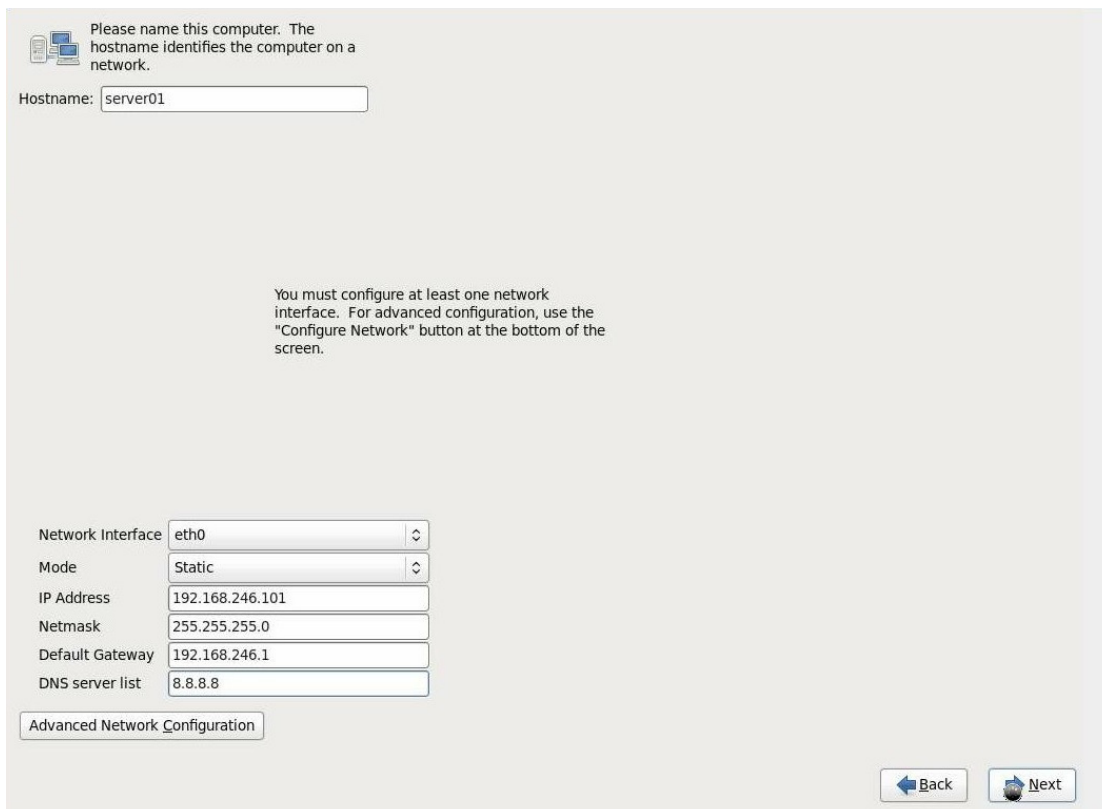 Please name this computer. The
hostname identifies the computer on a
network.
Hostname: server01
You must configure at least one network
interface. For advanced configuration, use the
"Configure Network" button at the bottom of the
screen.
Network Interface eth0
Mode Static
IP Address 192.168.246.101
Netmask 255.255.255.0
Default Gateway 192.168.246.1
DNS server list 8.8.8.8
Advanced Network Configuration
Back Next